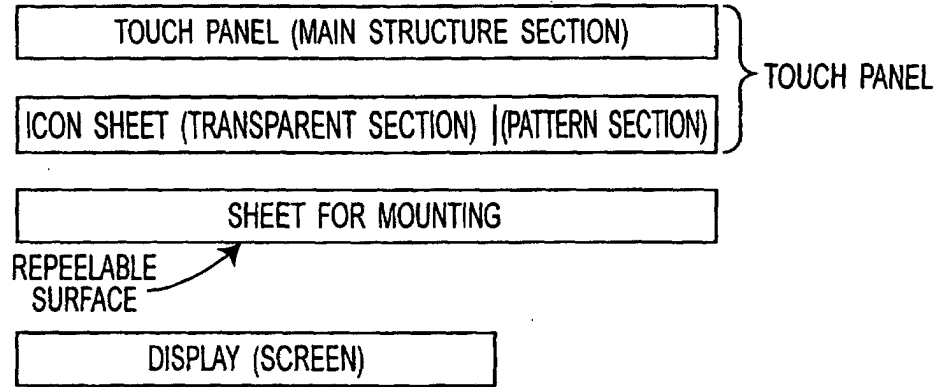 TOUCH PANEL (MAIN STRUCTURE SECTION)
TOUCH PANEL
ICON SHEET (TRANSPARENT SECTION) (PATTERN SECTION)
SHEET FOR MOUNTING
REPEELABLE
SURFACE
DISPLAY (SCREEN)